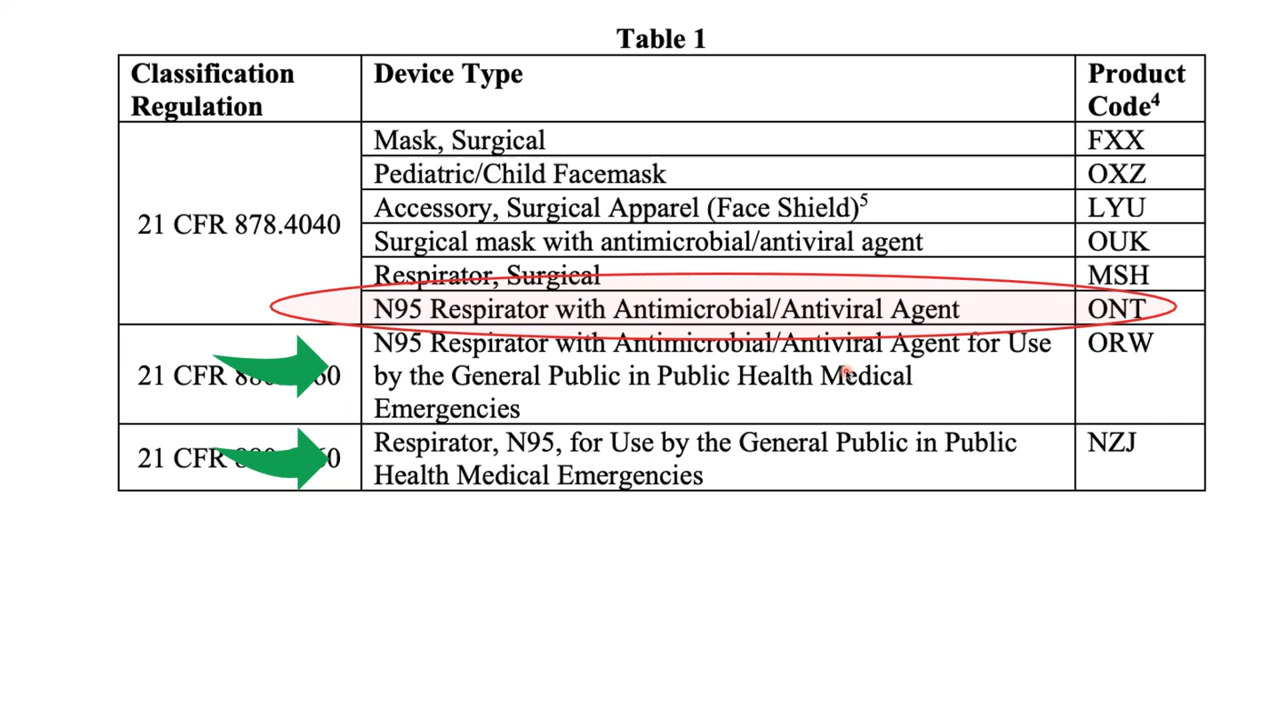 Table 1
Classification Regulation
Device Type
Product Code⁴
21 CFR 878.4040
Mask, Surgical
FXX
Pediatric/Child Facemask
OXZ
Accessory, Surgical Apparel (Face Shield)⁵
LYU
Surgical mask with antimicrobial/antiviral agent
OUK
Respirator, Surgical
MSH
N95 Respirator with Antimicrobial/Antiviral Agent
ONT
21 CFR
N95 Respirator with Antimicrobial/Antiviral Agent for Use
by the General Public in Public Health Medical
Emergencies
ORW
21 CFR
Respirator, N95, for Use by the General Public in Public
Health Medical Emergencies
NZJ